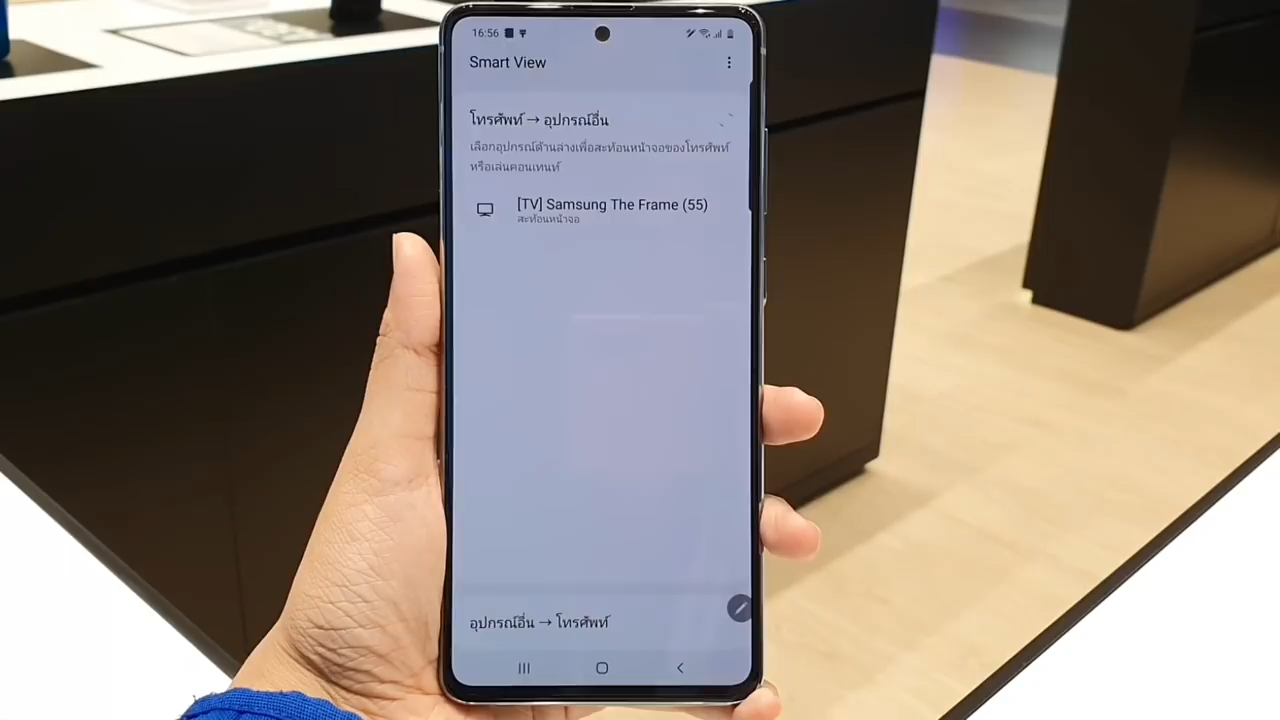 16:56
Smart View
โทรศัพท์ → อุปกรณ์อื่น
เลือกอุปกรณ์ด้านล่างเพื่อสะท้อนหน้าจอของโทรศัพท์
หรือเล่นคอนเทนท์
[TV] Samsung The Frame (55)
สะท้อนหน้าจอ
อุปกรณ์อื่น → โทรศัพท์